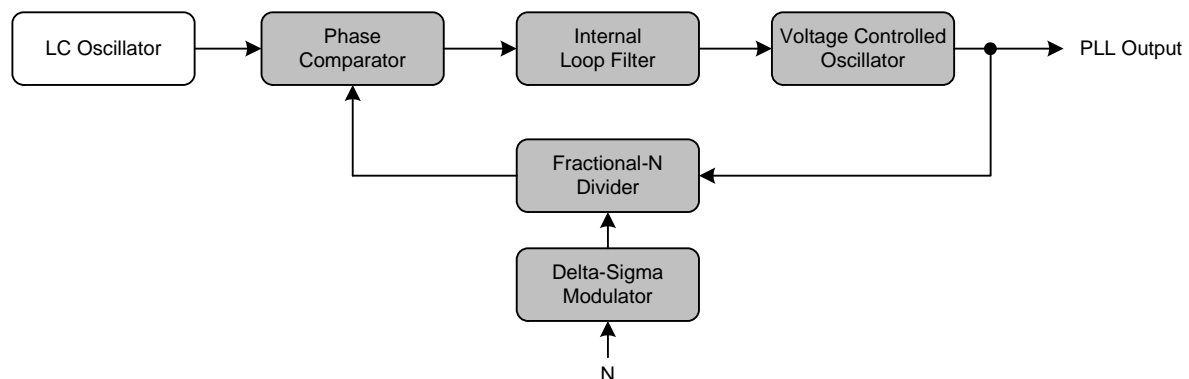 LC Oscillator
Phase
Comparator
Internal
Loop Filter
Voltage Controlled
Oscillator
PLL Output
Fractional-N
Divider
Delta-Sigma
Modulator
N